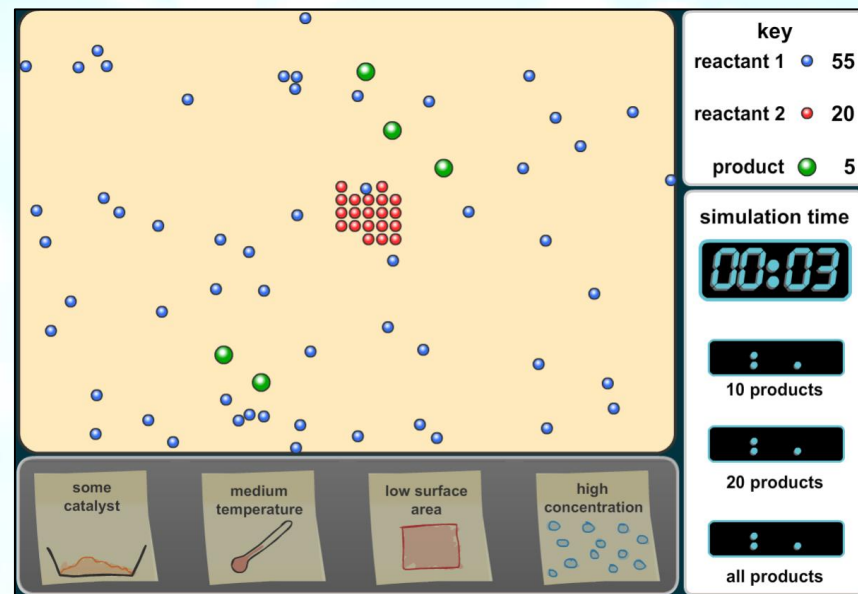 key
reactant 1 55
reactant 2 20
product 5
simulation time
00:03
: .
10 products
: .
20 products
: .
all products
some
catalyst
medium
temperature
low surface
area
high
concentration